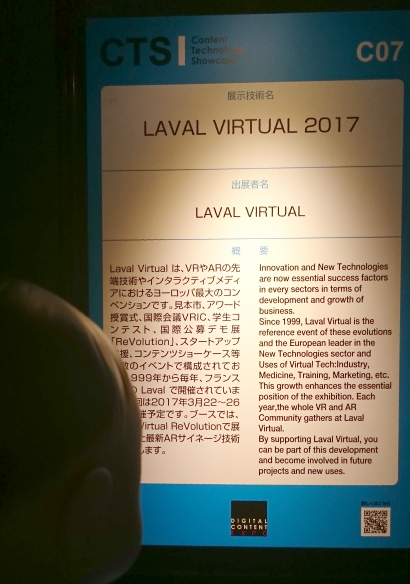 CTS
Content
Technology
Showcase
C07
展示技術名
LAVAL VIRTUAL 2017
出展者名
LAVAL VIRTUAL
概 要
Laval Virtual は、VRやARの先
端技術やインタラクティブメディ
アにおけるヨーロッパ最大のコン
ベンションです。見本市、アワード
授賞式、国際会議VRIC、学生コ
ンテスト、国際公募デモ展
「ReVolution」、スタートアップ
援、コンテンツショーケース等
のイベントで構成されてお
999年から毎年、フランス
Laval で開催されていま
回は2017年3月22〜26
催予定です。ブースでは、
Virtual ReVolutionで展
と最新ARサイネージ技術
します。
Innovation and New Technologies
are now essential success factors
in every sectors in terms of
development and growth of
business.
Since 1999, Laval Virtual is the
reference event of these evolutions
and the European leader in the
New Technologies sector and
Uses of Virtual Tech:Industry,
Medicine, Training, Marketing, etc.
This growth enhances the essential
position of the exhibition. Each
year,the whole VR and AR
Community gathers at Laval
Virtual.
By supporting Laval Virtual, you
can be part of this development
and become involved in future
projects and new uses.
DIGITAL
CONTENT
EXPO